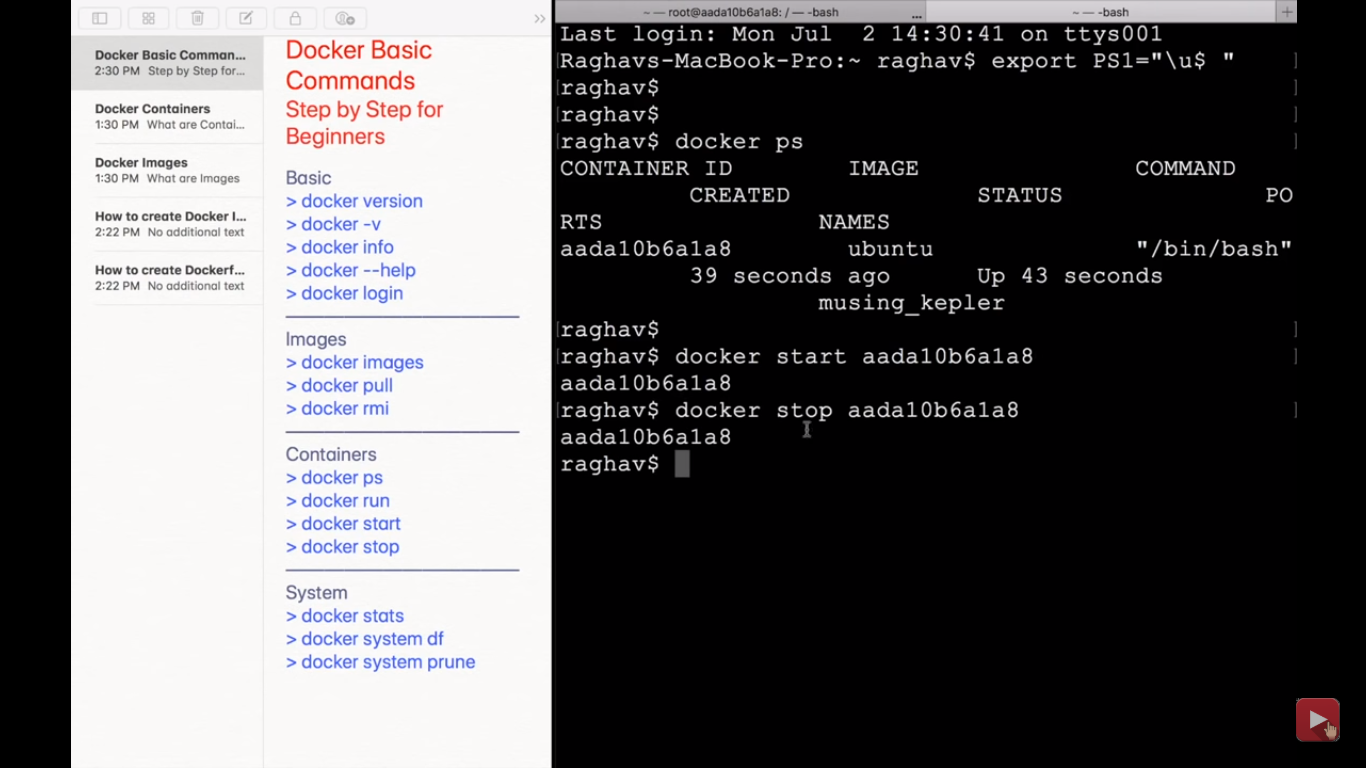 Docker Basic Comman...
2:30 PM Step by Step for...
Docker Containers
1:30 PM What are Contai...
Docker Images
1:30 PM What are Images
How to create Docker I...
2:22 PM No additional text
How to create Dockerf...
2:22 PM No additional text
Docker Basic
Commands
Step by Step for
Beginners
Basic
> docker version
> docker -v
> docker info
> docker --help
> docker login
Images
> docker images
> docker pull
> docker rmi
Containers
> docker ps
> docker run
> docker start
> docker stop
System
> docker stats
> docker system df
> docker system prune
~ — root@aada10b6a1a8: / — -bash ...
~ — -bash
Last login: Mon Jul  2 14:30:41 on ttys001
Raghavs-MacBook-Pro:~ raghav$ export PS1="\u$ "
raghav$
raghav$
raghav$ docker ps
CONTAINER ID IMAGE COMMAND
CREATED STATUS PO
RTS NAMES
aada10b6a1a8 ubuntu "/bin/bash"
39 seconds ago Up 43 seconds
musing_kepler
raghav$
raghav$ docker start aada10b6a1a8
aada10b6a1a8
raghav$ docker stop aada10b6a1a8
aada10b6a1a8
raghav$